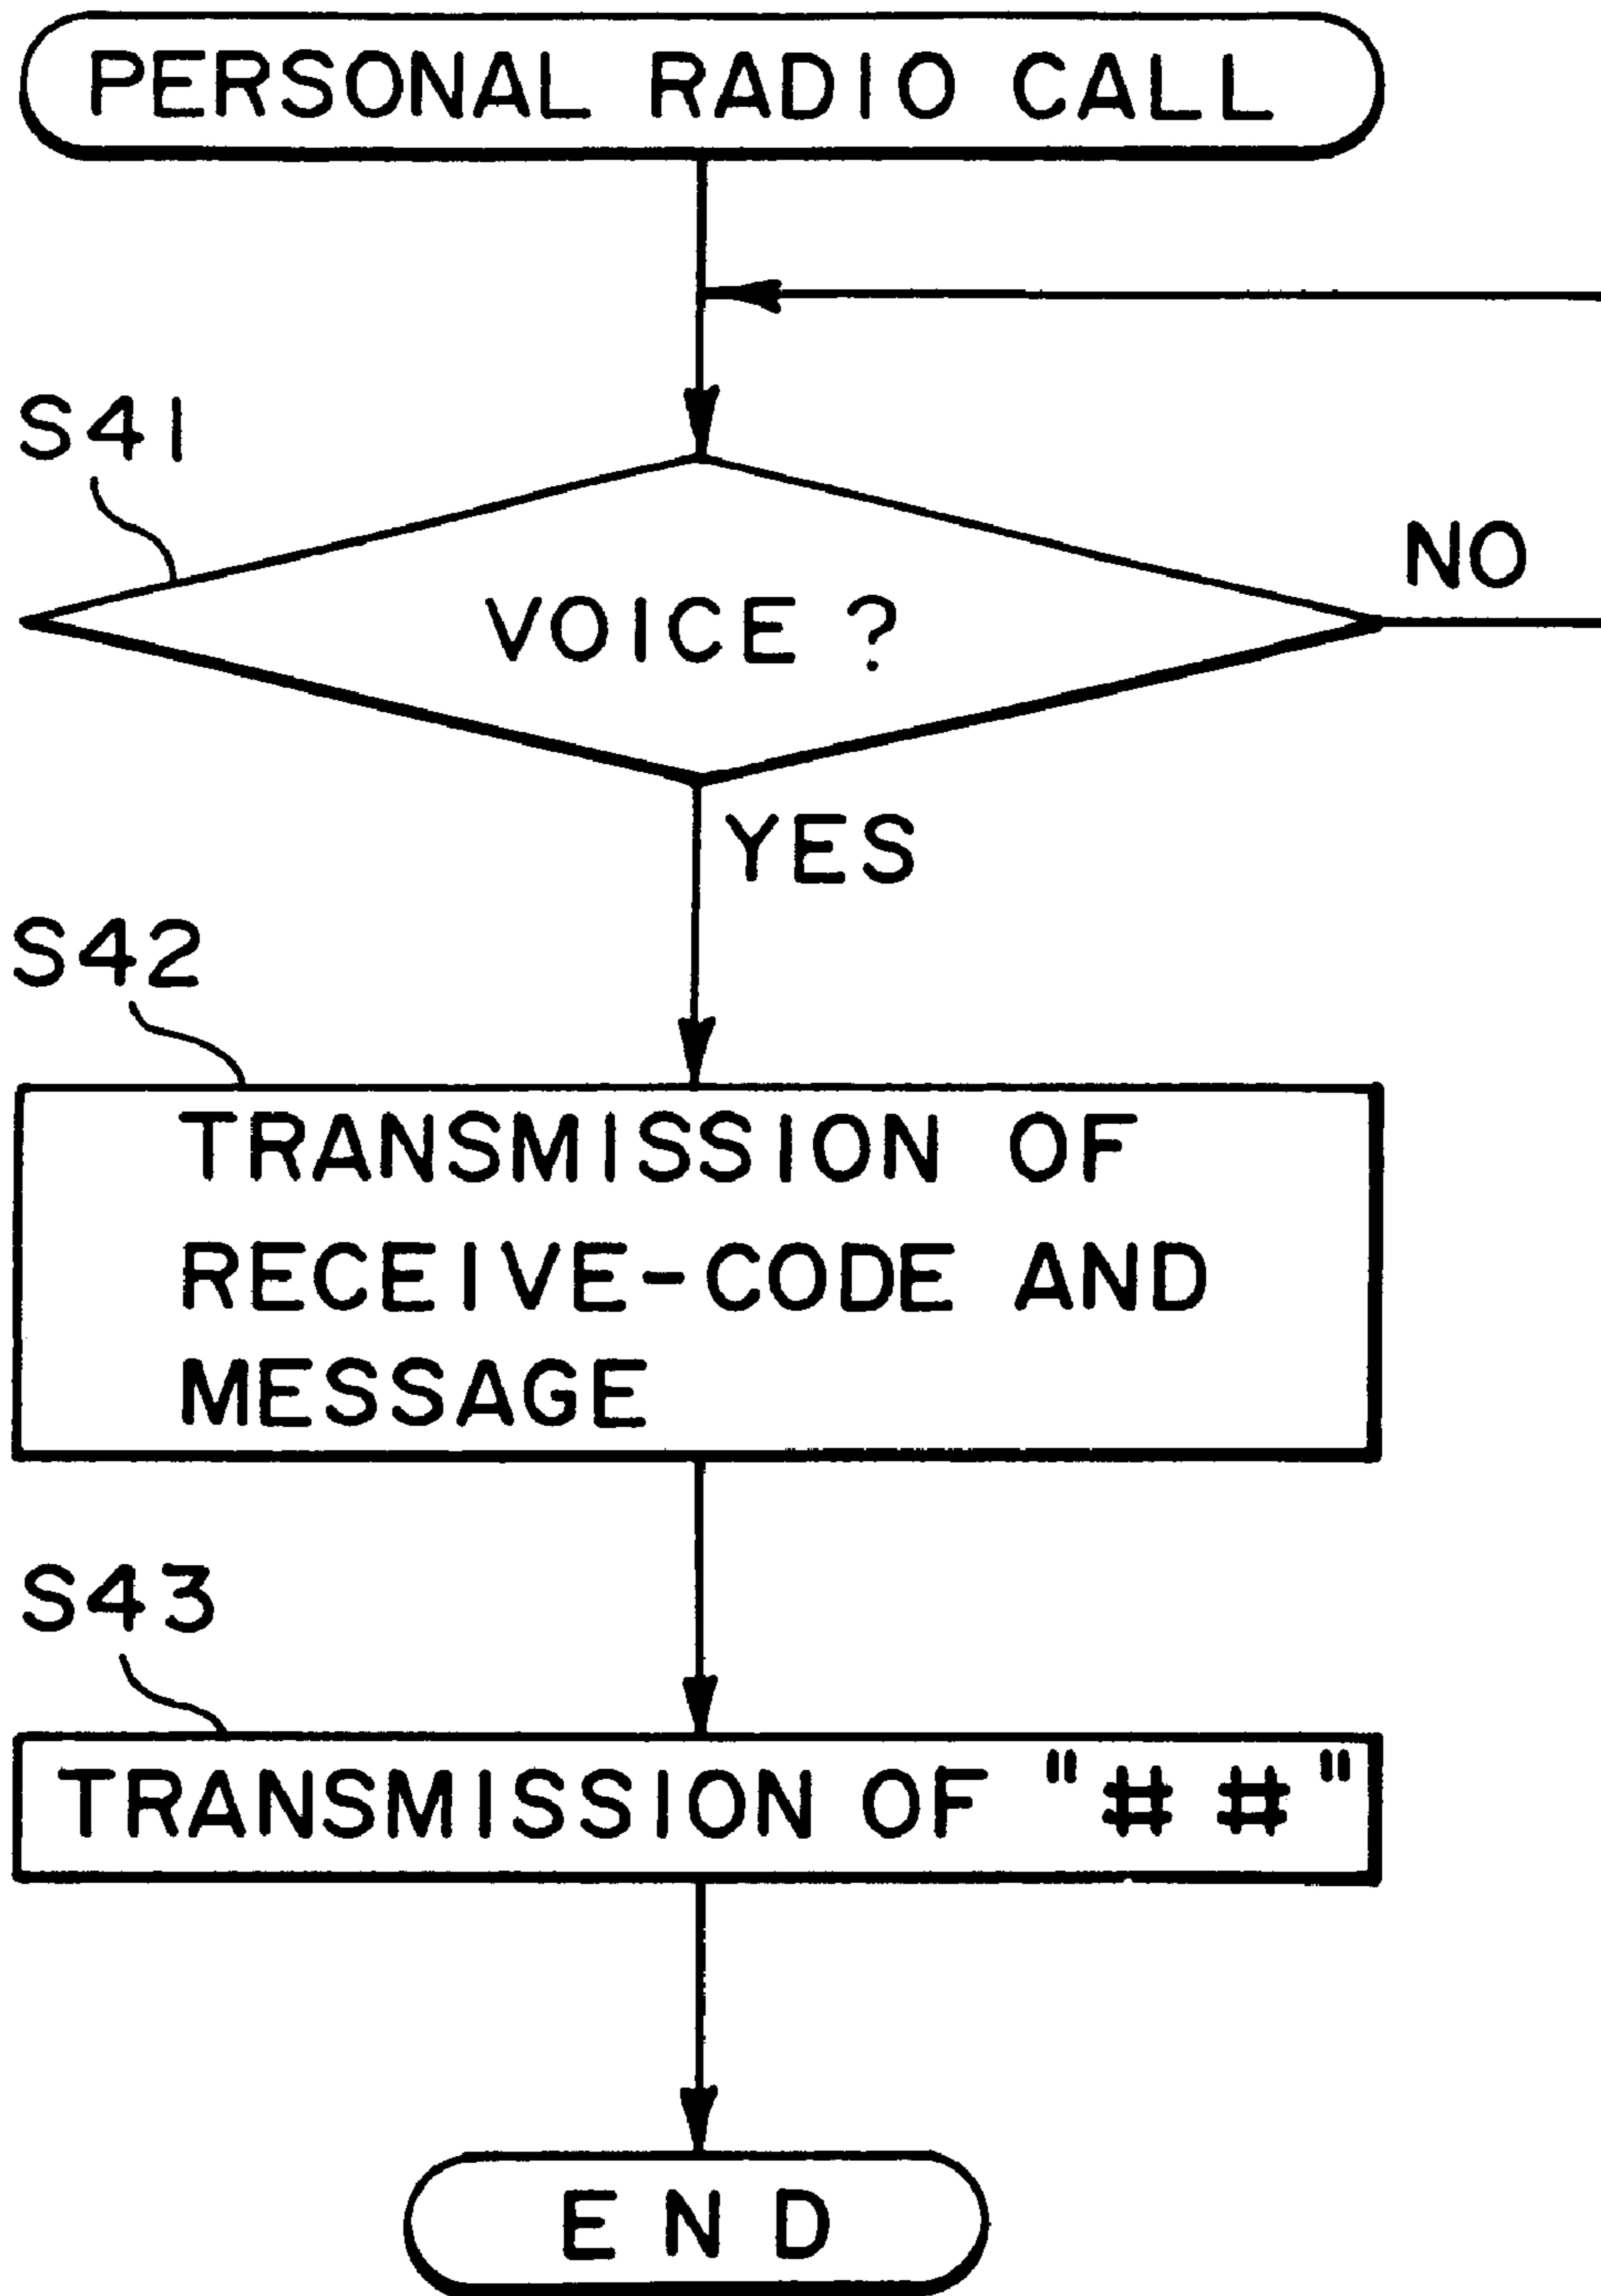 PERSONAL RADIO CALL
S41
NO
VOICE ?
YES
S42
TRANSMISSION OF
RECEIVE-CODE AND
MESSAGE
S43
TRANSMISSION OF "# #"
END